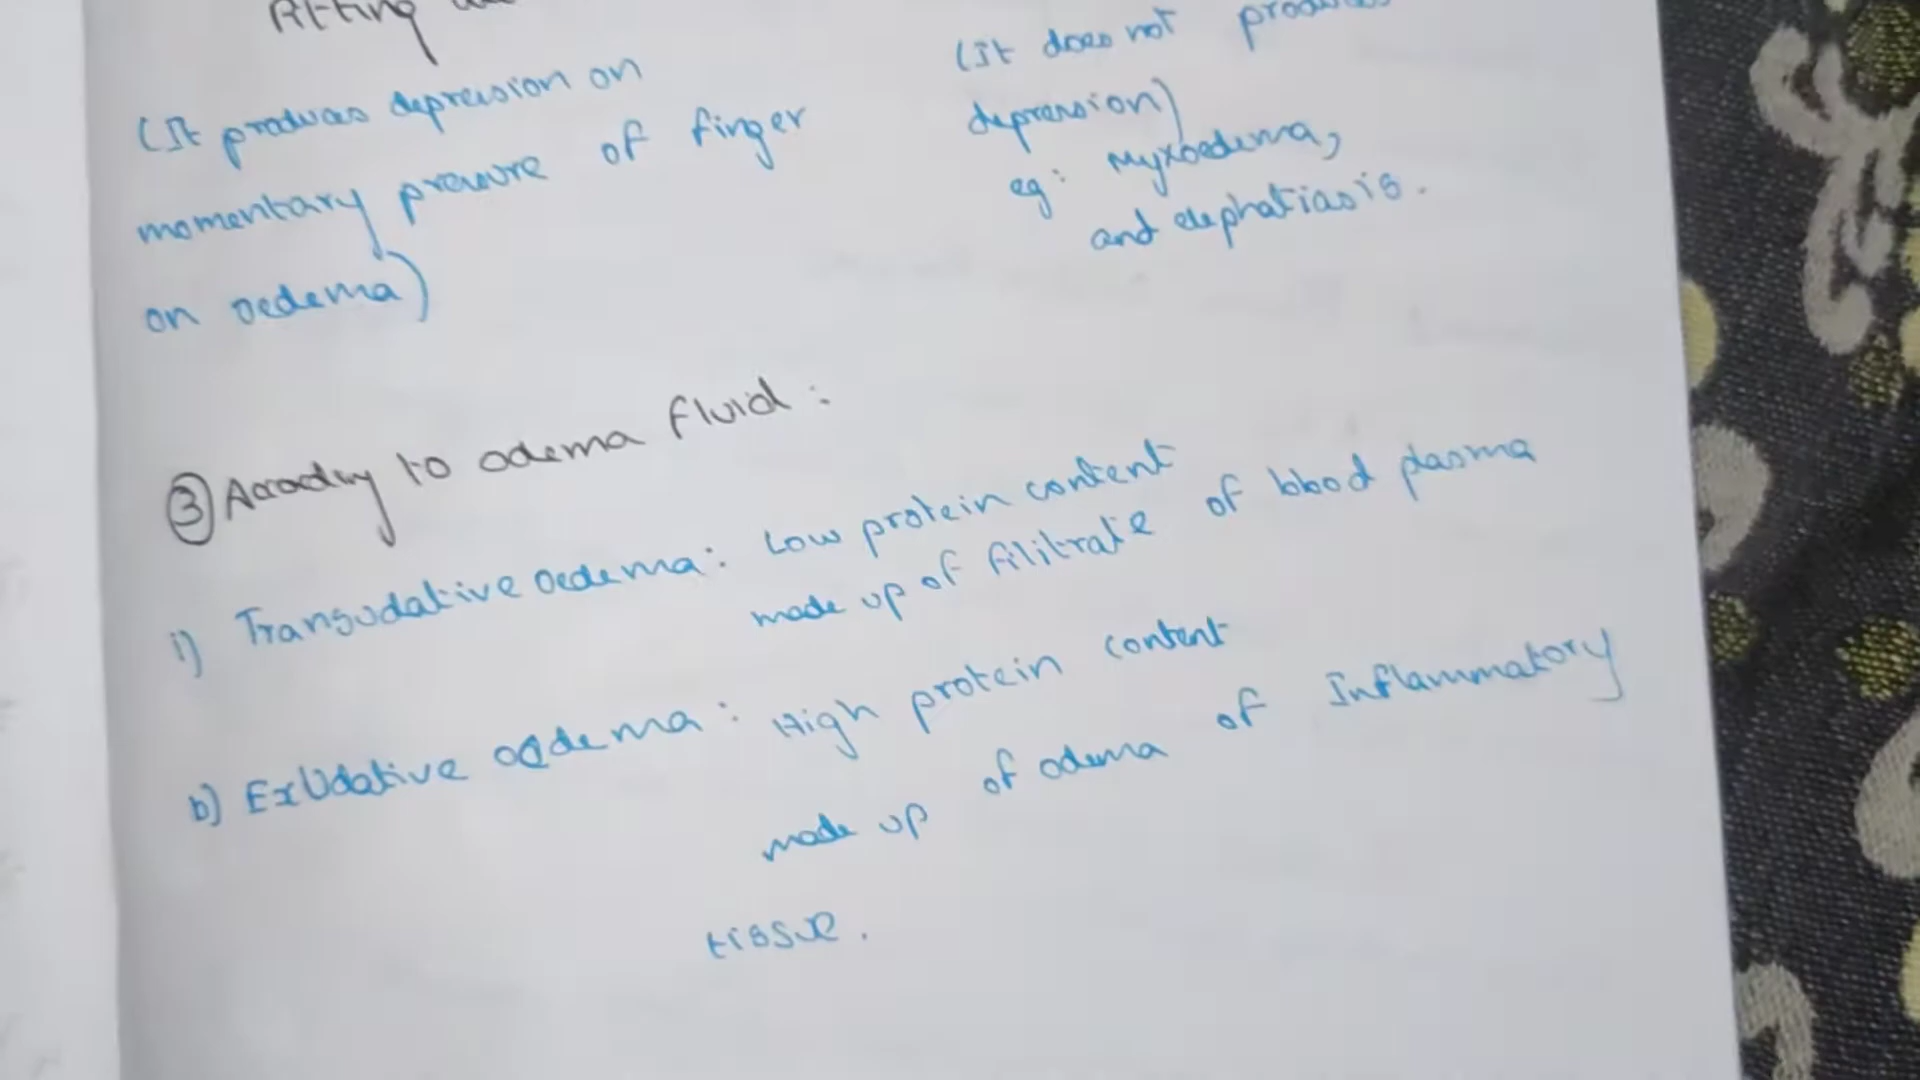 Pitting
(It produces depression on
momentary pressure of finger
on oedema)
(It does not produces
depression)
eg: Myxoedema,
and elephatiasis.
③ According to odema fluid:
i) Transudative oedema: Low protein content
made up of filitrate of blood plasma
b) Exudative oedema: High protein content
made up of odema of Inflammatory
tissue.